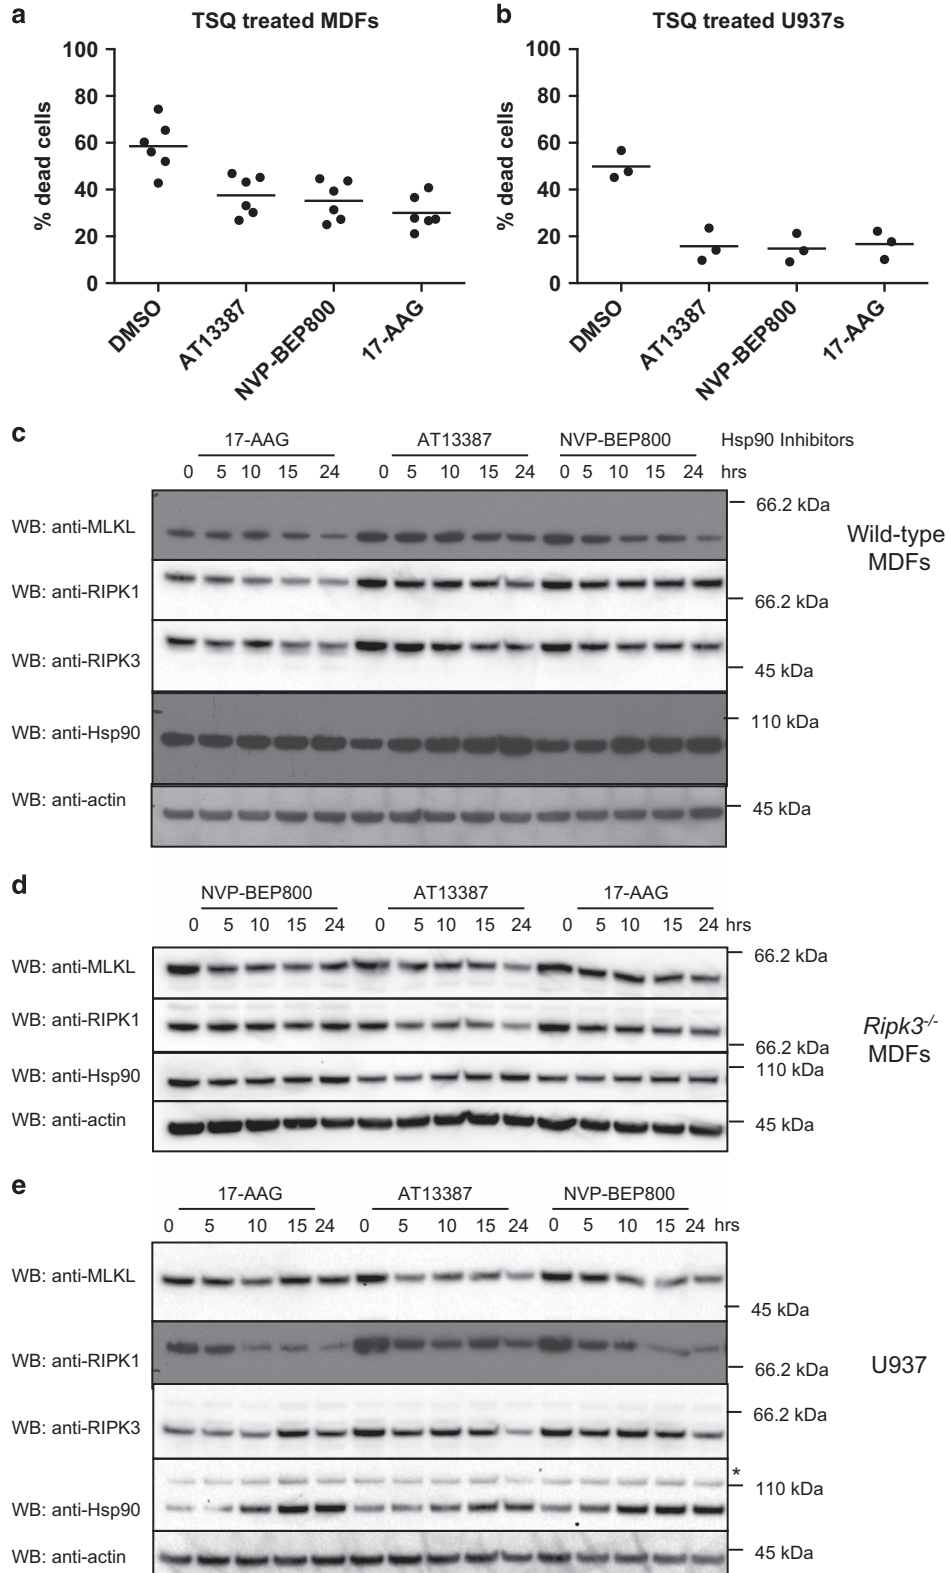 a
TSQ treated MDFs
% dead cells
100
80
60
40
20
0
DMSO
AT13387
NVP-BEP800
17-AAG
b
TSQ treated U937s
% dead cells
100
80
60
40
20
0
DMSO
AT13387
NVP-BEP800
17-AAG
c
17-AAG AT13387 NVP-BEP800 Hsp90 Inhibitors
0 5 10 15 24 0 5 10 15 24 0 5 10 15 24 hrs
66.2 kDa
WB: anti-MLKL
Wild-type
MDFs
WB: anti-RIPK1
66.2 kDa
WB: anti-RIPK3
45 kDa
110 kDa
WB: anti-Hsp90
WB: anti-actin
45 kDa
d
NVP-BEP800 AT13387 17-AAG
0 5 10 15 24 0 5 10 15 24 0 5 10 15 24 hrs
66.2 kDa
WB: anti-MLKL
WB: anti-RIPK1
Ripk3-/-
MDFs
66.2 kDa
110 kDa
WB: anti-Hsp90
WB: anti-actin
45 kDa
e
17-AAG AT13387 NVP-BEP800
0 5 10 15 24 0 5 10 15 24 0 5 10 15 24 hrs
WB: anti-MLKL
45 kDa
WB: anti-RIPK1
66.2 kDa
U937
66.2 kDa
WB: anti-RIPK3
*
110 kDa
WB: anti-Hsp90
WB: anti-actin
45 kDa